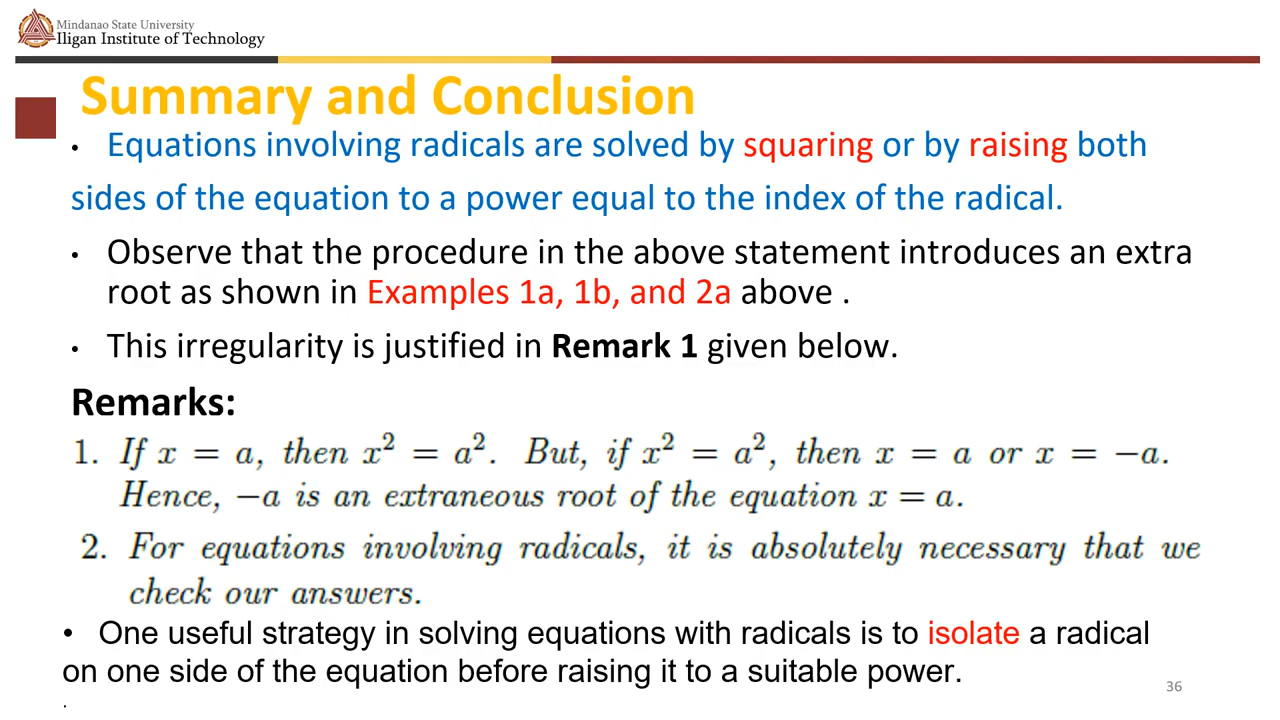 Mindanao State University
Iligan Institute of Technology
Summary and Conclusion
• Equations involving radicals are solved by squaring or by raising both
sides of the equation to a power equal to the index of the radical.
• Observe that the procedure in the above statement introduces an extra
root as shown in Examples 1a, 1b, and 2a above .
• This irregularity is justified in Remark 1 given below.
Remarks:
1. If x = a, then x² = a². But, if x² = a², then x = a or x = −a.
Hence, −a is an extraneous root of the equation x = a.
2. For equations involving radicals, it is absolutely necessary that we
check our answers.
• One useful strategy in solving equations with radicals is to isolate a radical
on one side of the equation before raising it to a suitable power.
36
.